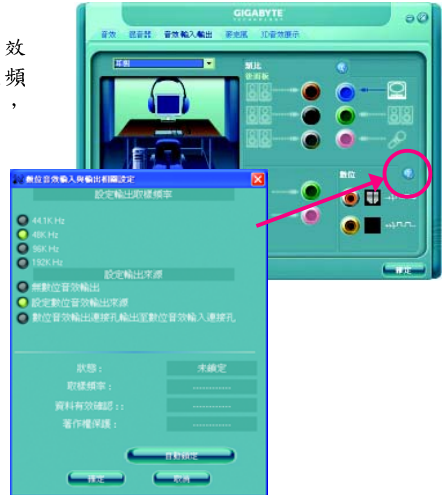 效
頻
，
GIGABYTE
音效 混音器 音效輸入/輸出 麥克風 3D音效展示
耳機
類比
後面板
數位
確定
數位音效輸入與輸出相關設定
設定輸出取樣頻率
44.1K Hz
48K Hz
96K Hz
192K Hz
設定輸出來源
無數位音效輸出
設定數位音效輸出來源
數位音效輸出連接孔輸出至數位音效輸入連接孔
狀態： 未鎖定
取樣頻率： -----------
資料有效確認：: -----------
著作權保護： -----------
自動鎖定
確定 取消